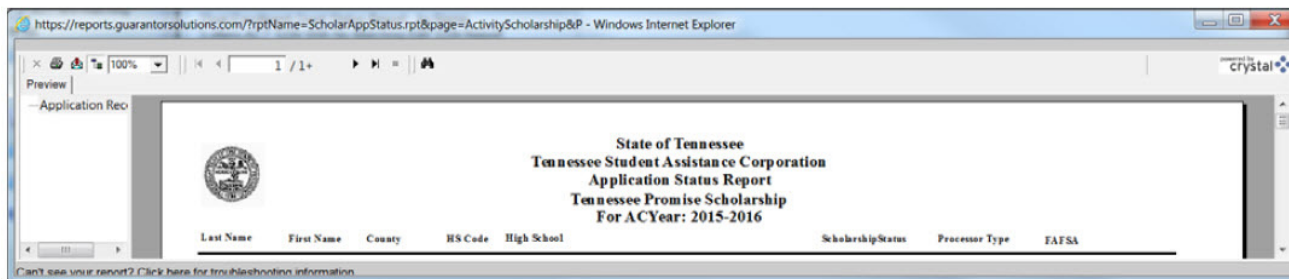 https://reports.guarantorsolutions.com/?rptName=ScholarAppStatus.rpt&page=ActivityScholarship&P - Windows Internet Explorer
100% 1 / 1+ powered by crystal
Preview
Application Reco
State of Tennessee
Tennessee Student Assistance Corporation
Application Status Report
Tennessee Promise Scholarship
For ACYear: 2015-2016
Last Name First Name County HS Code High School ScholarshipStatus Processor Type FAFSA
Can't see your report? Click here for troubleshooting information